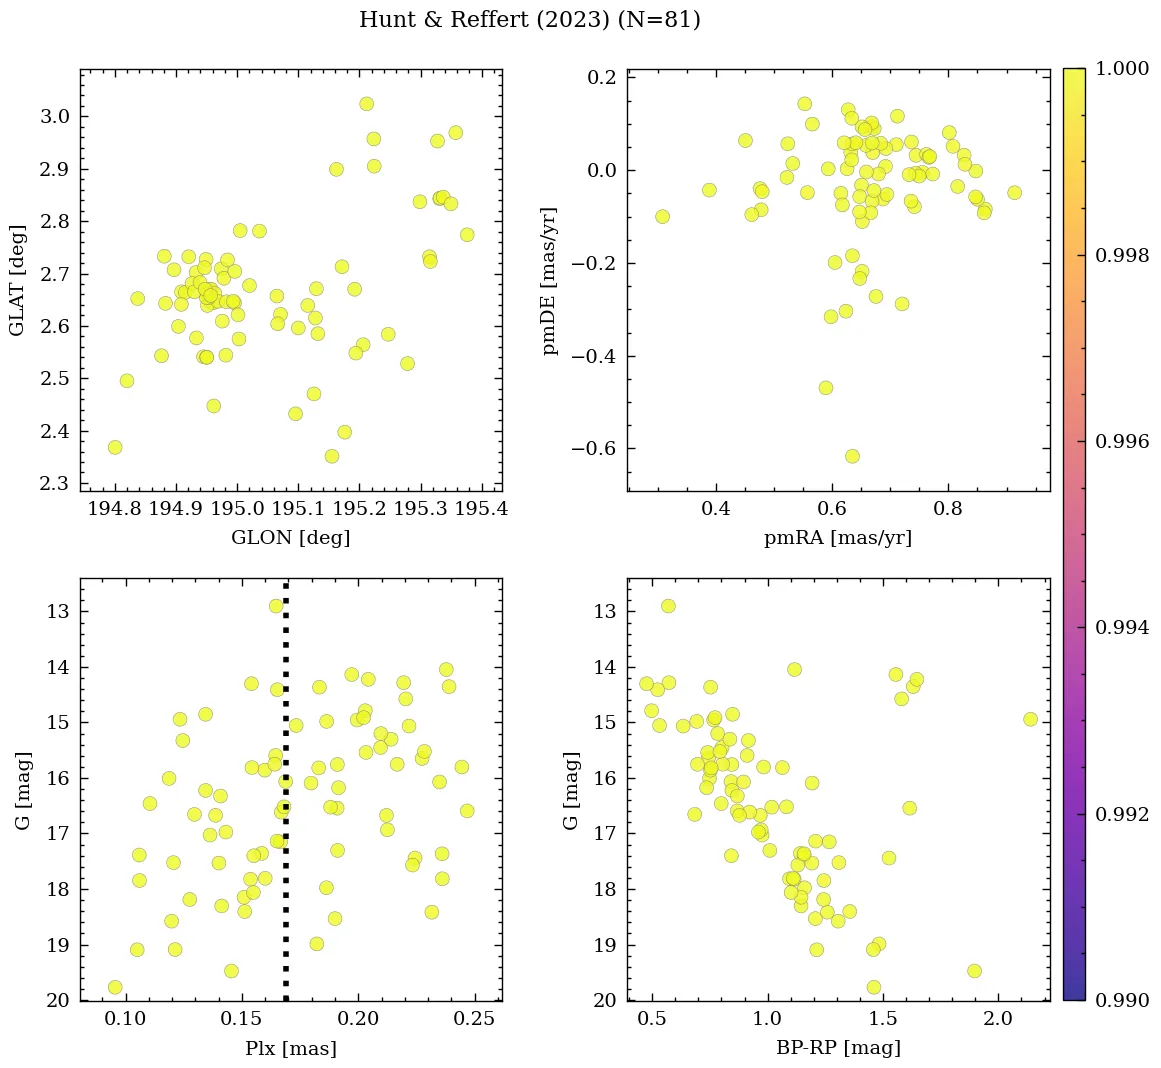 Hunt & Reffert (2023) (N=81)
3.0
2.9
2.8
2.7
2.6
2.5
2.4
2.3
GLAT [deg]
194.8 194.9 195.0 195.1 195.2 195.3 195.4
GLON [deg]
0.2
0.0
−0.2
−0.4
−0.6
pmDE [mas/yr]
0.4 0.6 0.8
pmRA [mas/yr]
1.000
0.998
0.996
0.994
0.992
0.990
13
14
15
16
17
18
19
20
G [mag]
0.10 0.15 0.20 0.25
Plx [mas]
13
14
15
16
17
18
19
20
G [mag]
0.5 1.0 1.5 2.0
BP-RP [mag]